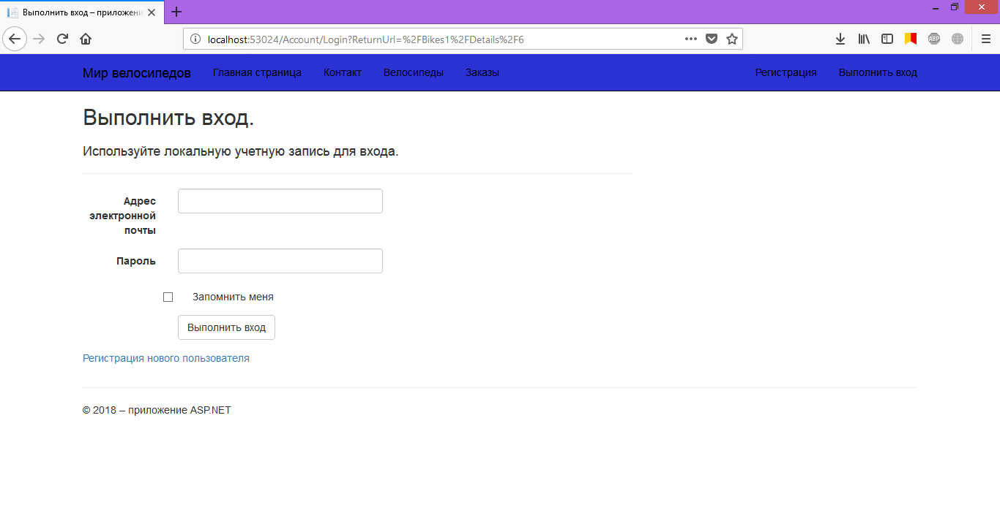 Выполнить вход – приложени
localhost:53024/Account/Login?ReturnUrl=%2FBikes1%2FDetails%2F6
ABP
Мир велосипедов Главная страница Контакт Велосипеды Заказы Регистрация Выполнить вход
Выполнить вход.
Используйте локальную учетную запись для входа.
Адрес
электронной
почты
Пароль
Запомнить меня
Выполнить вход
Регистрация нового пользователя
© 2018 – приложение ASP.NET